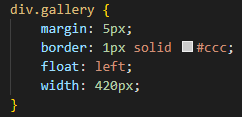 div.gallery {
    margin: 5px;
    border: 1px solid #ccc;
    float: left;
    width: 420px;
}